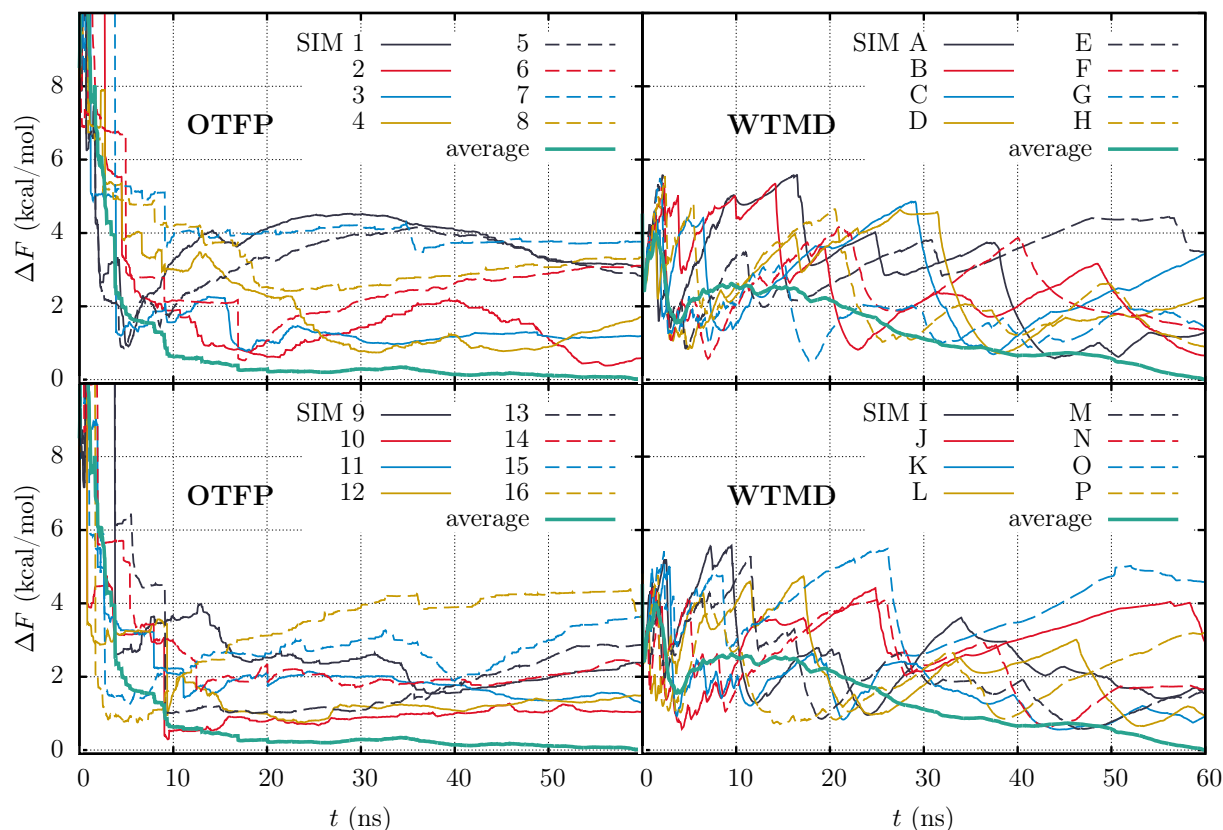 SIM 1
2
3
4
5
6
7
8
average
OTFP
ΔF (kcal/mol)
0
2
4
6
8
SIM A
B
C
D
E
F
G
H
average
WTMD
SIM 9
10
11
12
13
14
15
16
average
OTFP
ΔF (kcal/mol)
0
2
4
6
8
0 10 20 30 40 50
t (ns)
SIM I
J
K
L
M
N
O
P
average
WTMD
0 10 20 30 40 50 60
t (ns)